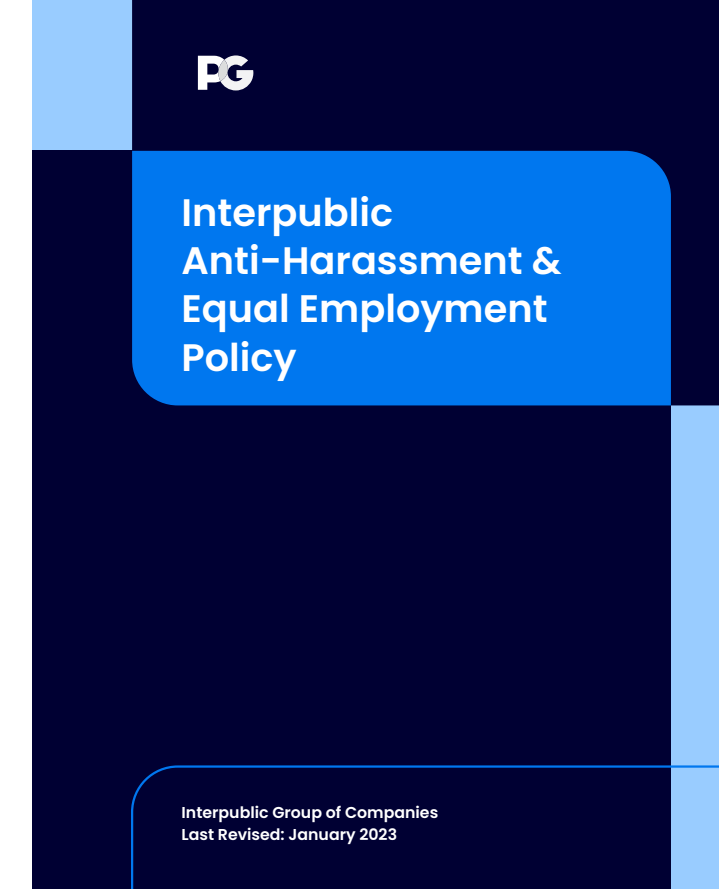 PG
Interpublic
Anti-Harassment &
Equal Employment
Policy
Interpublic Group of Companies
Last Revised: January 2023